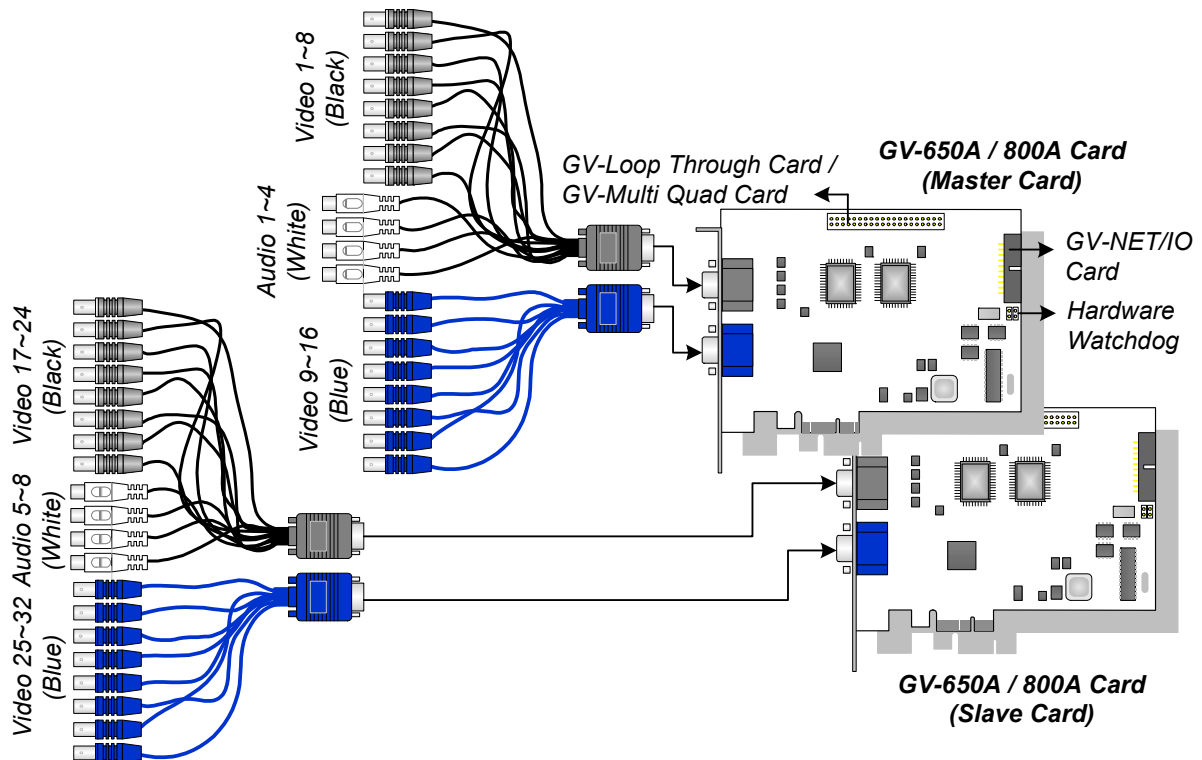 Video 1~8
(Black)
GV-Loop Through Card /
GV-Multi Quad Card
GV-650A / 800A Card
(Master Card)
Audio 1~4
(White)
GV-NET/IO
Card
Hardware
Watchdog
Video 9~16
(Blue)
Video 17~24
(Black)
Audio 5~8
(White)
Video 25~32
(Blue)
GV-650A / 800A Card
(Slave Card)